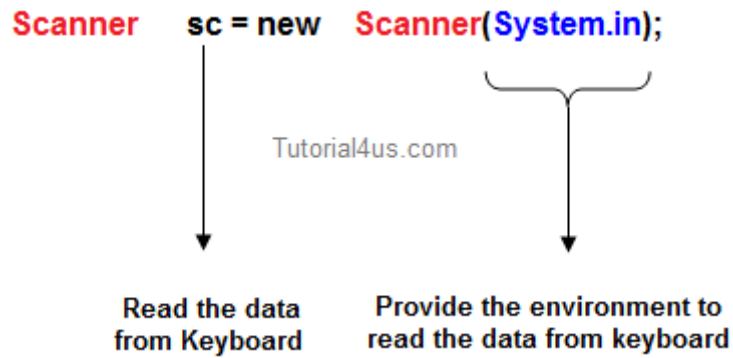 Scanner sc = new Scanner(System.in);
Tutorial4us.com
Read the data
from Keyboard
Provide the environment to
read the data from keyboard